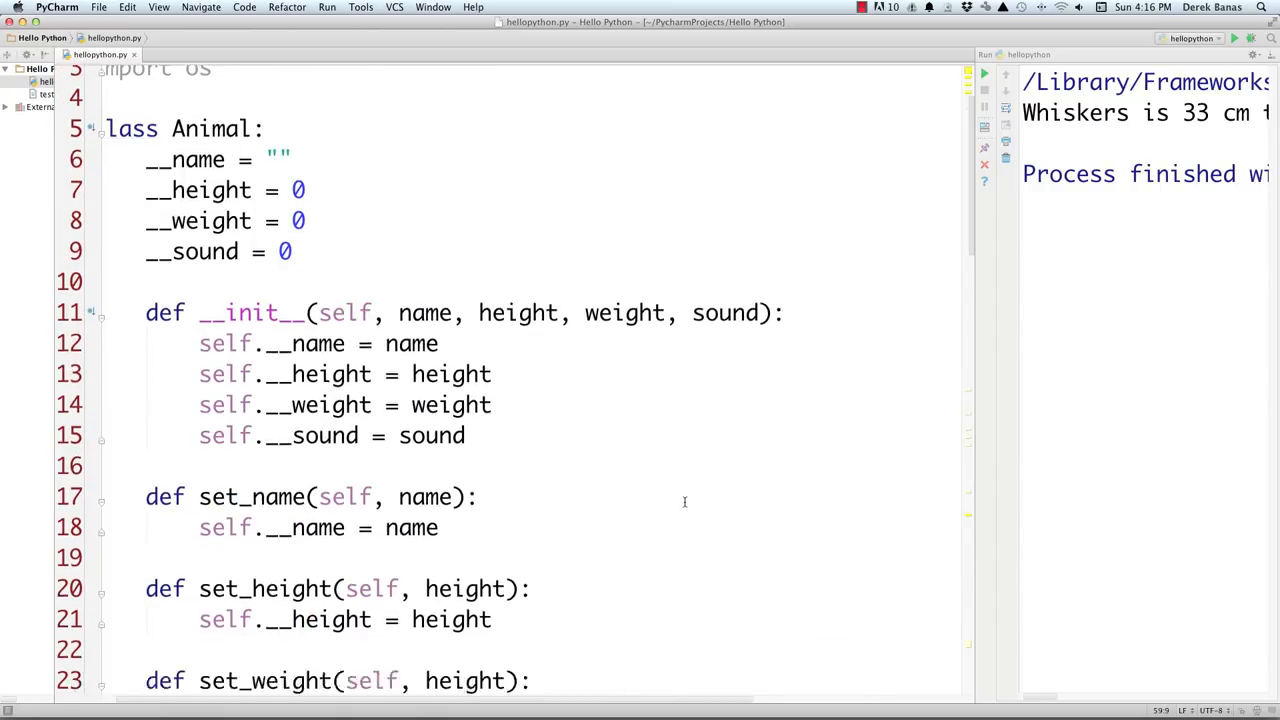 PyCharm File Edit View Navigate Code Refactor Run Tools VCS Window Help 10 Sun 4:16 PM Derek Banas
hellopython.py - Hello Python - [~/PycharmProjects/Hello Python]
Hello Python hellopython.py hellopython
hellopython.py Run hellopython
Hello P
hello
test
Extern
3 mport os
4
5 lass Animal:
6 __name = ""
7 __height = 0
8 __weight = 0
9 __sound = 0
10
11 def __init__(self, name, height, weight, sound):
12 self.__name = name
13 self.__height = height
14 self.__weight = weight
15 self.__sound = sound
16
17 def set_name(self, name):
18 self.__name = name
19
20 def set_height(self, height):
21 self.__height = height
22
23 def set_weight(self, height):
/Library/Frameworks
Whiskers is 33 cm t
Process finished wi
59:9 LF UTF-8